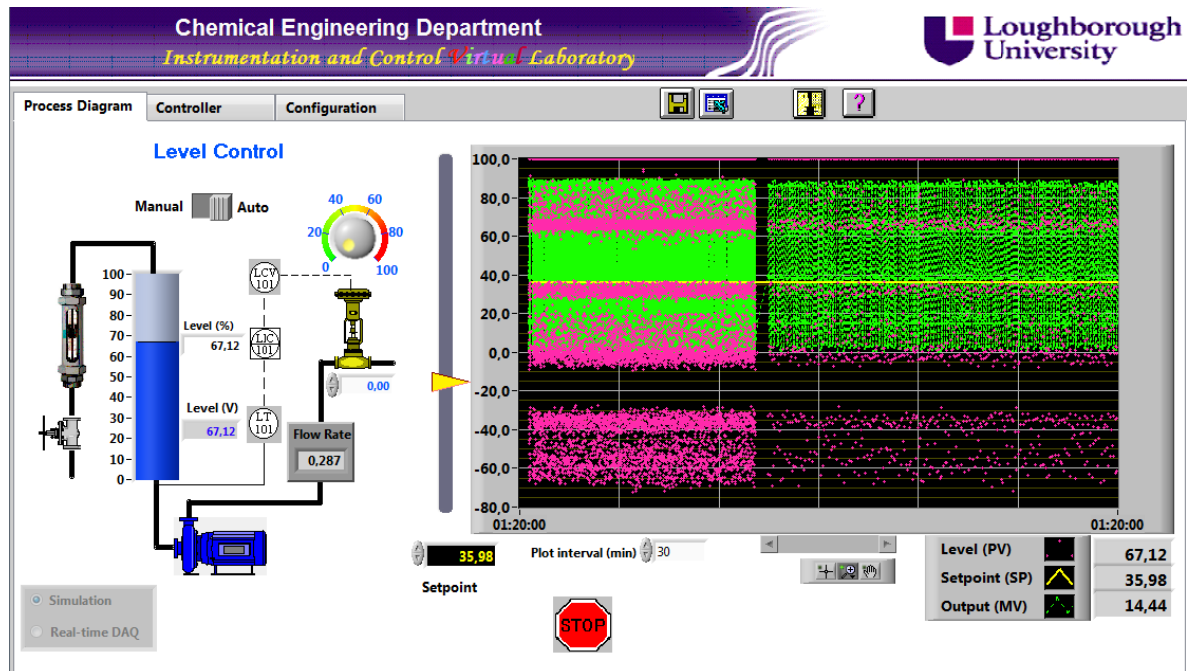 Chemical Engineering Department
Instrumentation and Control Virtual Laboratory
Loughborough
University
Process Diagram
Controller
Configuration
?
Level Control
Manual
Auto
0
20
40
60
80
100
LCV
101
LIC
101
LT
101
100
90
80
70
60
50
40
30
20
10
0
Level (%)
67,12
Level (V)
67,12
0,00
Flow Rate
0,287
100,0
80,0
60,0
40,0
20,0
0,0
-20,0
-40,0
-60,0
-80,0
01:20:00
01:20:00
35,98
Setpoint
Plot interval (min)
30
STOP
Level (PV)
67,12
Setpoint (SP)
35,98
Output (MV)
14,44
Simulation
Real-time DAQ